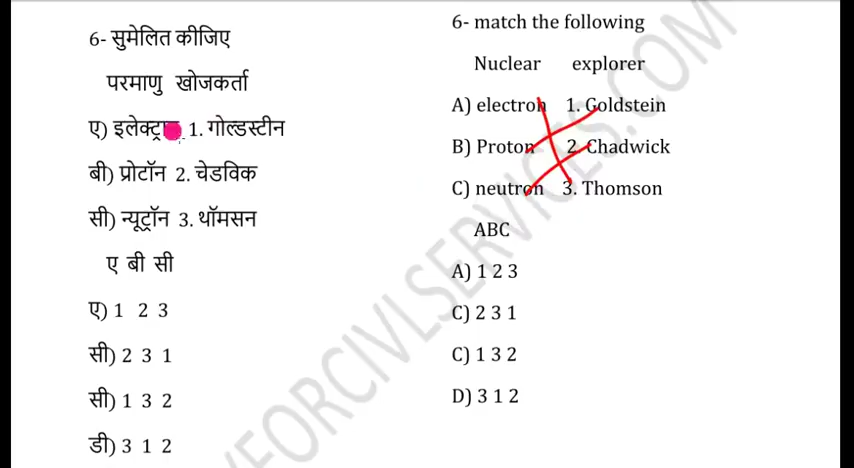 6- सुमेलित कीजिए
परमाणु खोजकर्ता
ए) 1. गोल्डस्टीन
बी) प्रोटॉन 2. चेडविक
सी) न्यूट्रॉन 3. थॉमसन
ए बी सी
ए) 1 2 3
सी) 2 3 1
सी) 1 3 2
डी) 3 1 2
6- match the following
Nuclear explorer
A) electron 1. Goldstein
B) Proton 2. Chadwick
C) neutron 3. Thomson
ABC
A) 1 2 3
C) 2 3 1
C) 1 3 2
D) 3 1 2